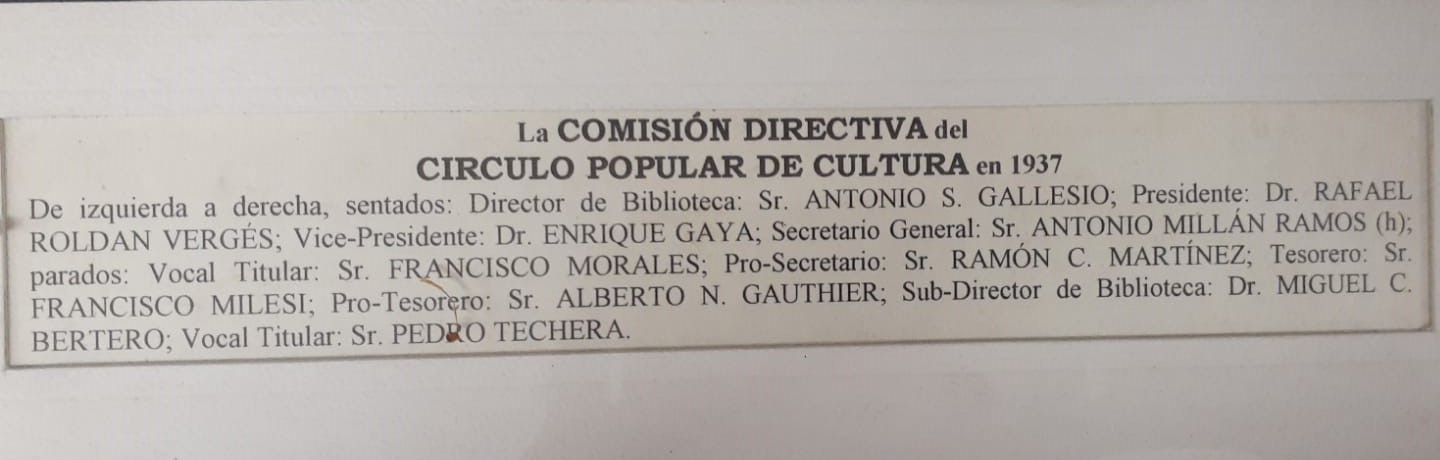 La COMISIÓN DIRECTIVA del
CIRCULO POPULAR DE CULTURA en 1937
De izquierda a derecha, sentados: Director de Biblioteca: Sr. ANTONIO S. GALLESIO; Presidente: Dr. RAFAEL
ROLDAN VERGÉS; Vice-Presidente: Dr. ENRIQUE GAYA; Secretario General: Sr. ANTONIO MILLÁN RAMOS (h);
parados: Vocal Titular: Sr. FRANCISCO MORALES; Pro-Secretario: Sr. RAMÓN C. MARTÍNEZ; Tesorero: Sr.
FRANCISCO MILESI; Pro-Tesorero: Sr. ALBERTO N. GAUTHIER; Sub-Director de Biblioteca: Dr. MIGUEL C.
BERTERO; Vocal Titular: Sr. PEDRO TECHERA.